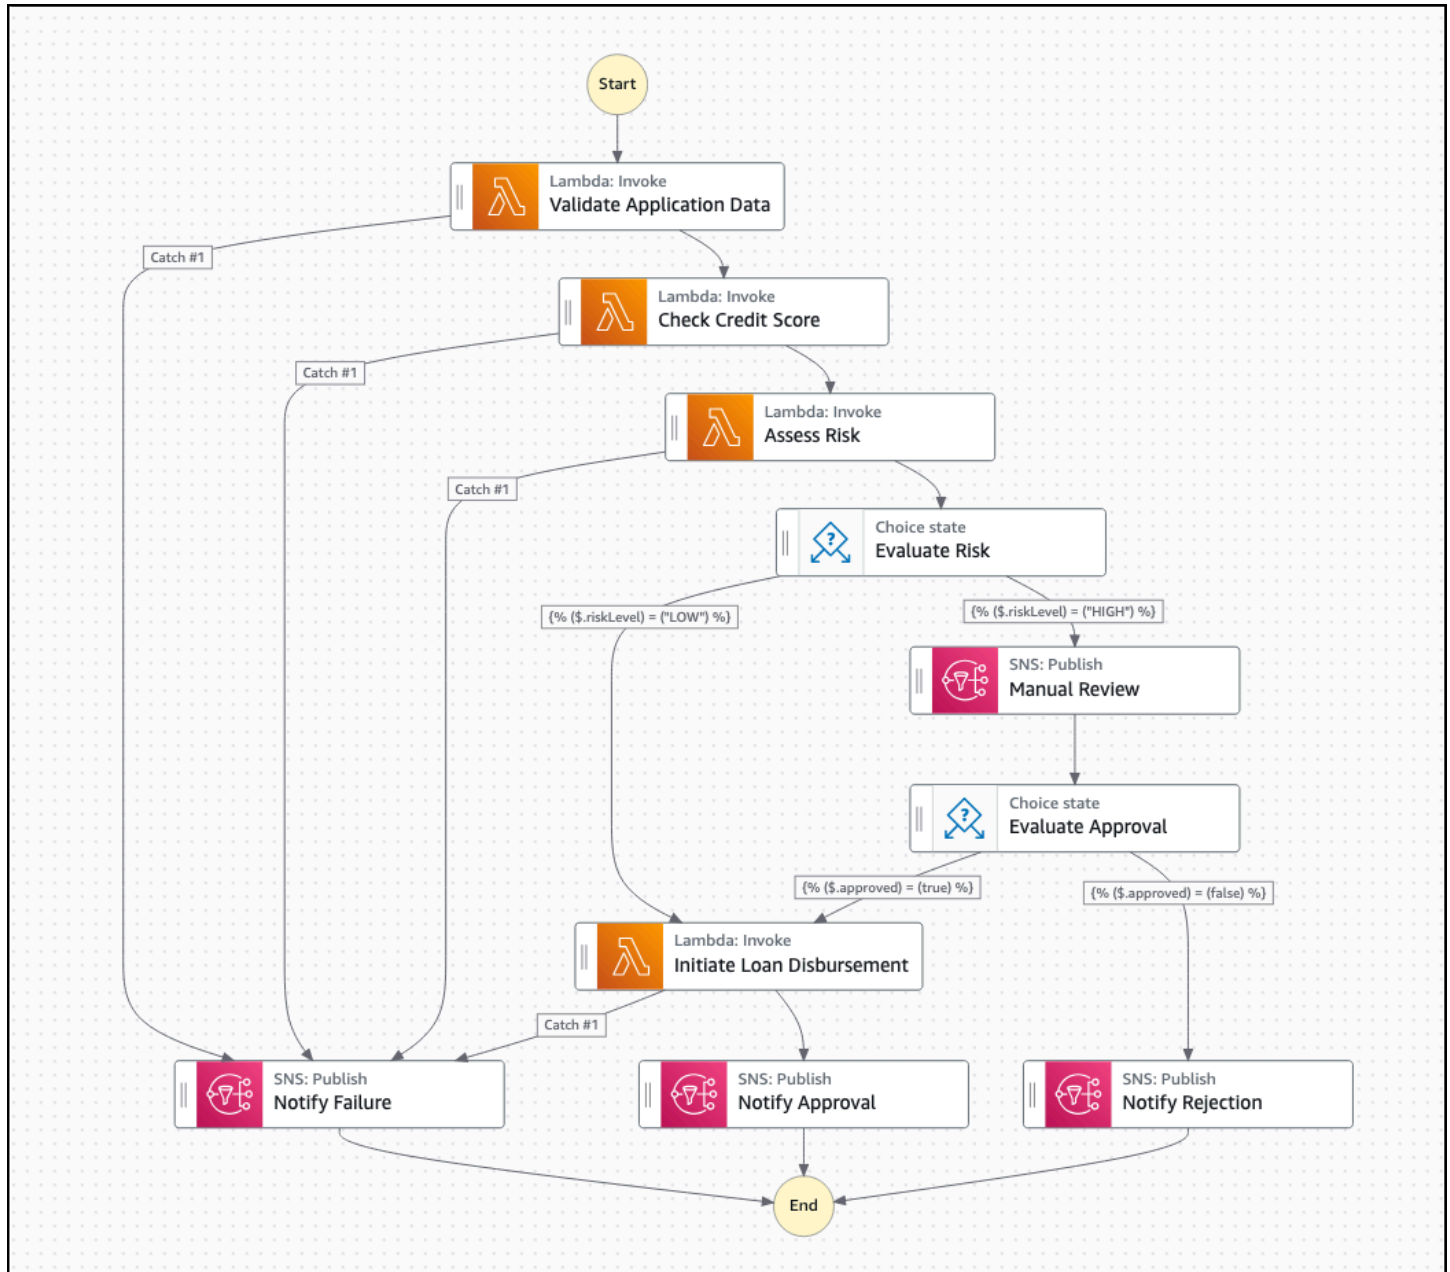 Start
Lambda: Invoke
Validate Application Data
Catch #1
Lambda: Invoke
Check Credit Score
Catch #1
Lambda: Invoke
Assess Risk
Catch #1
Choice state
Evaluate Risk
{% ($.riskLevel) = ("LOW") %}
{% ($.riskLevel) = ("HIGH") %}
SNS: Publish
Manual Review
Choice state
Evaluate Approval
{% ($.approved) = (true) %}
{% ($.approved) = (false) %}
Lambda: Invoke
Initiate Loan Disbursement
Catch #1
SNS: Publish
Notify Failure
SNS: Publish
Notify Approval
SNS: Publish
Notify Rejection
End